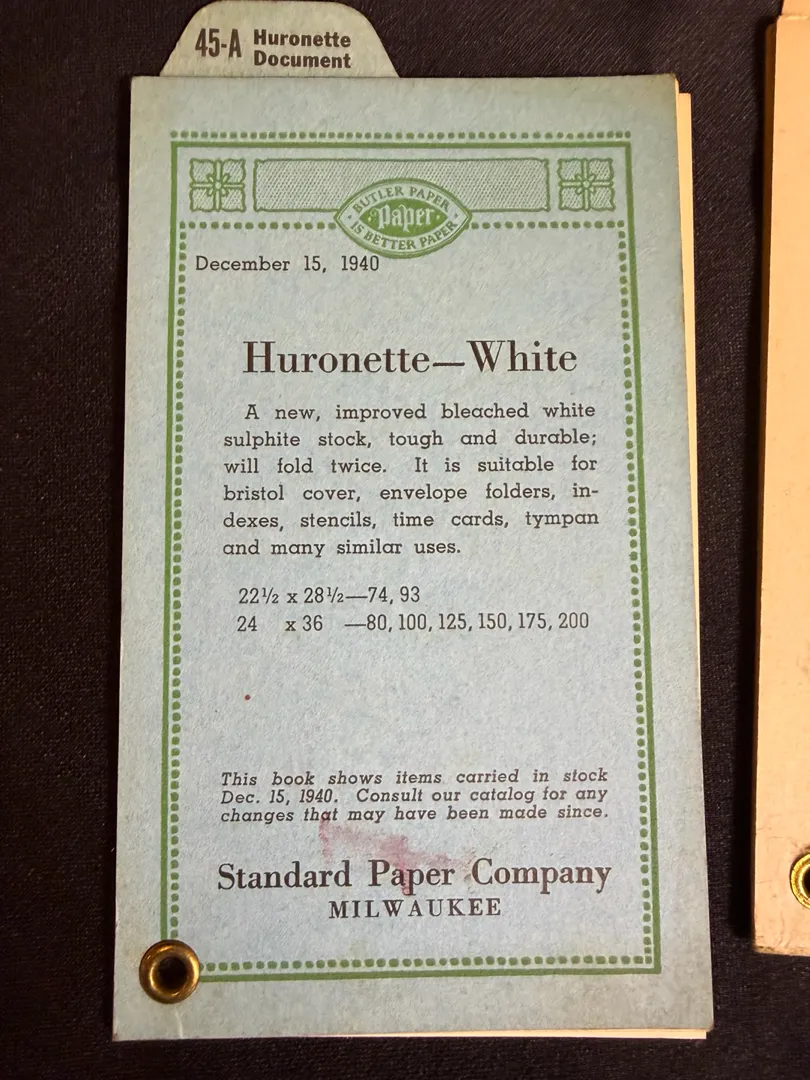 45-A Huronette
Document
BUTLER PAPER
Paper
IS BETTER PAPER
December 15, 1940
Huronette—White
A new, improved bleached white
sulphite stock, tough and durable;
will fold twice. It is suitable for
bristol cover, envelope folders, in-
dexes, stencils, time cards, tympan
and many similar uses.
22½ x 28½—74, 93
24 x 36 —80, 100, 125, 150, 175, 200
This book shows items carried in stock
Dec. 15, 1940. Consult our catalog for any
changes that may have been made since.
Standard Paper Company
MILWAUKEE